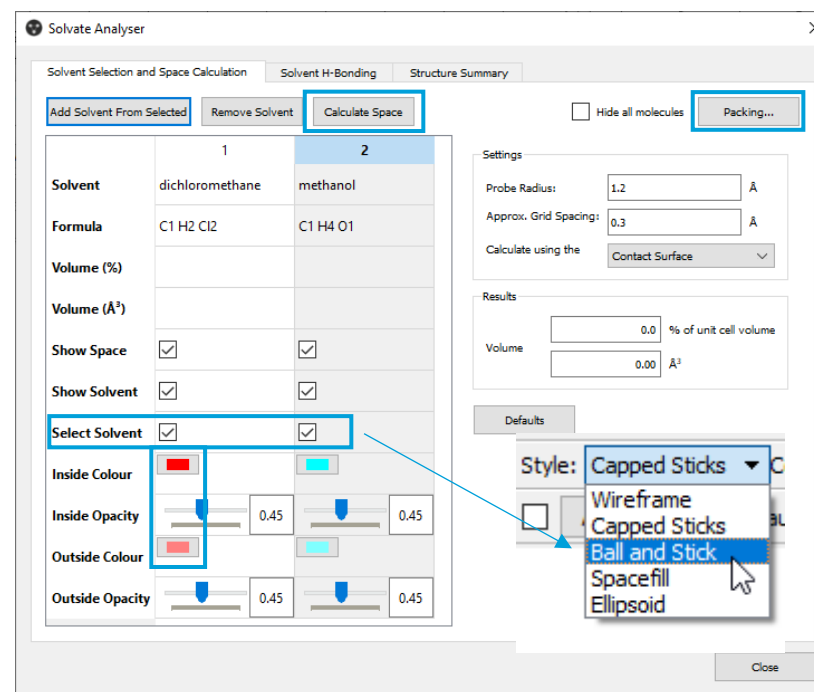 Solvate Analyser
Solvent Selection and Space Calculation
Solvent H-Bonding
Structure Summary
Add Solvent From Selected
Remove Solvent
Calculate Space
Hide all molecules
Packing...
1
2
Solvent
dichloromethane
methanol
Formula
C1 H2 Cl2
C1 H4 O1
Volume (%)
Volume (Å³)
Show Space
Show Solvent
Select Solvent
Inside Colour
Inside Opacity
0.45
0.45
Outside Colour
Outside Opacity
0.45
0.45
Settings
Probe Radius:
1.2
Å
Approx. Grid Spacing:
0.3
Å
Calculate using the
Contact Surface
Results
Volume
0.0
% of unit cell volume
0.00
Å³
Defaults
Style:
Capped Sticks
Wireframe
Capped Sticks
Ball and Stick
Spacefill
Ellipsoid
Close